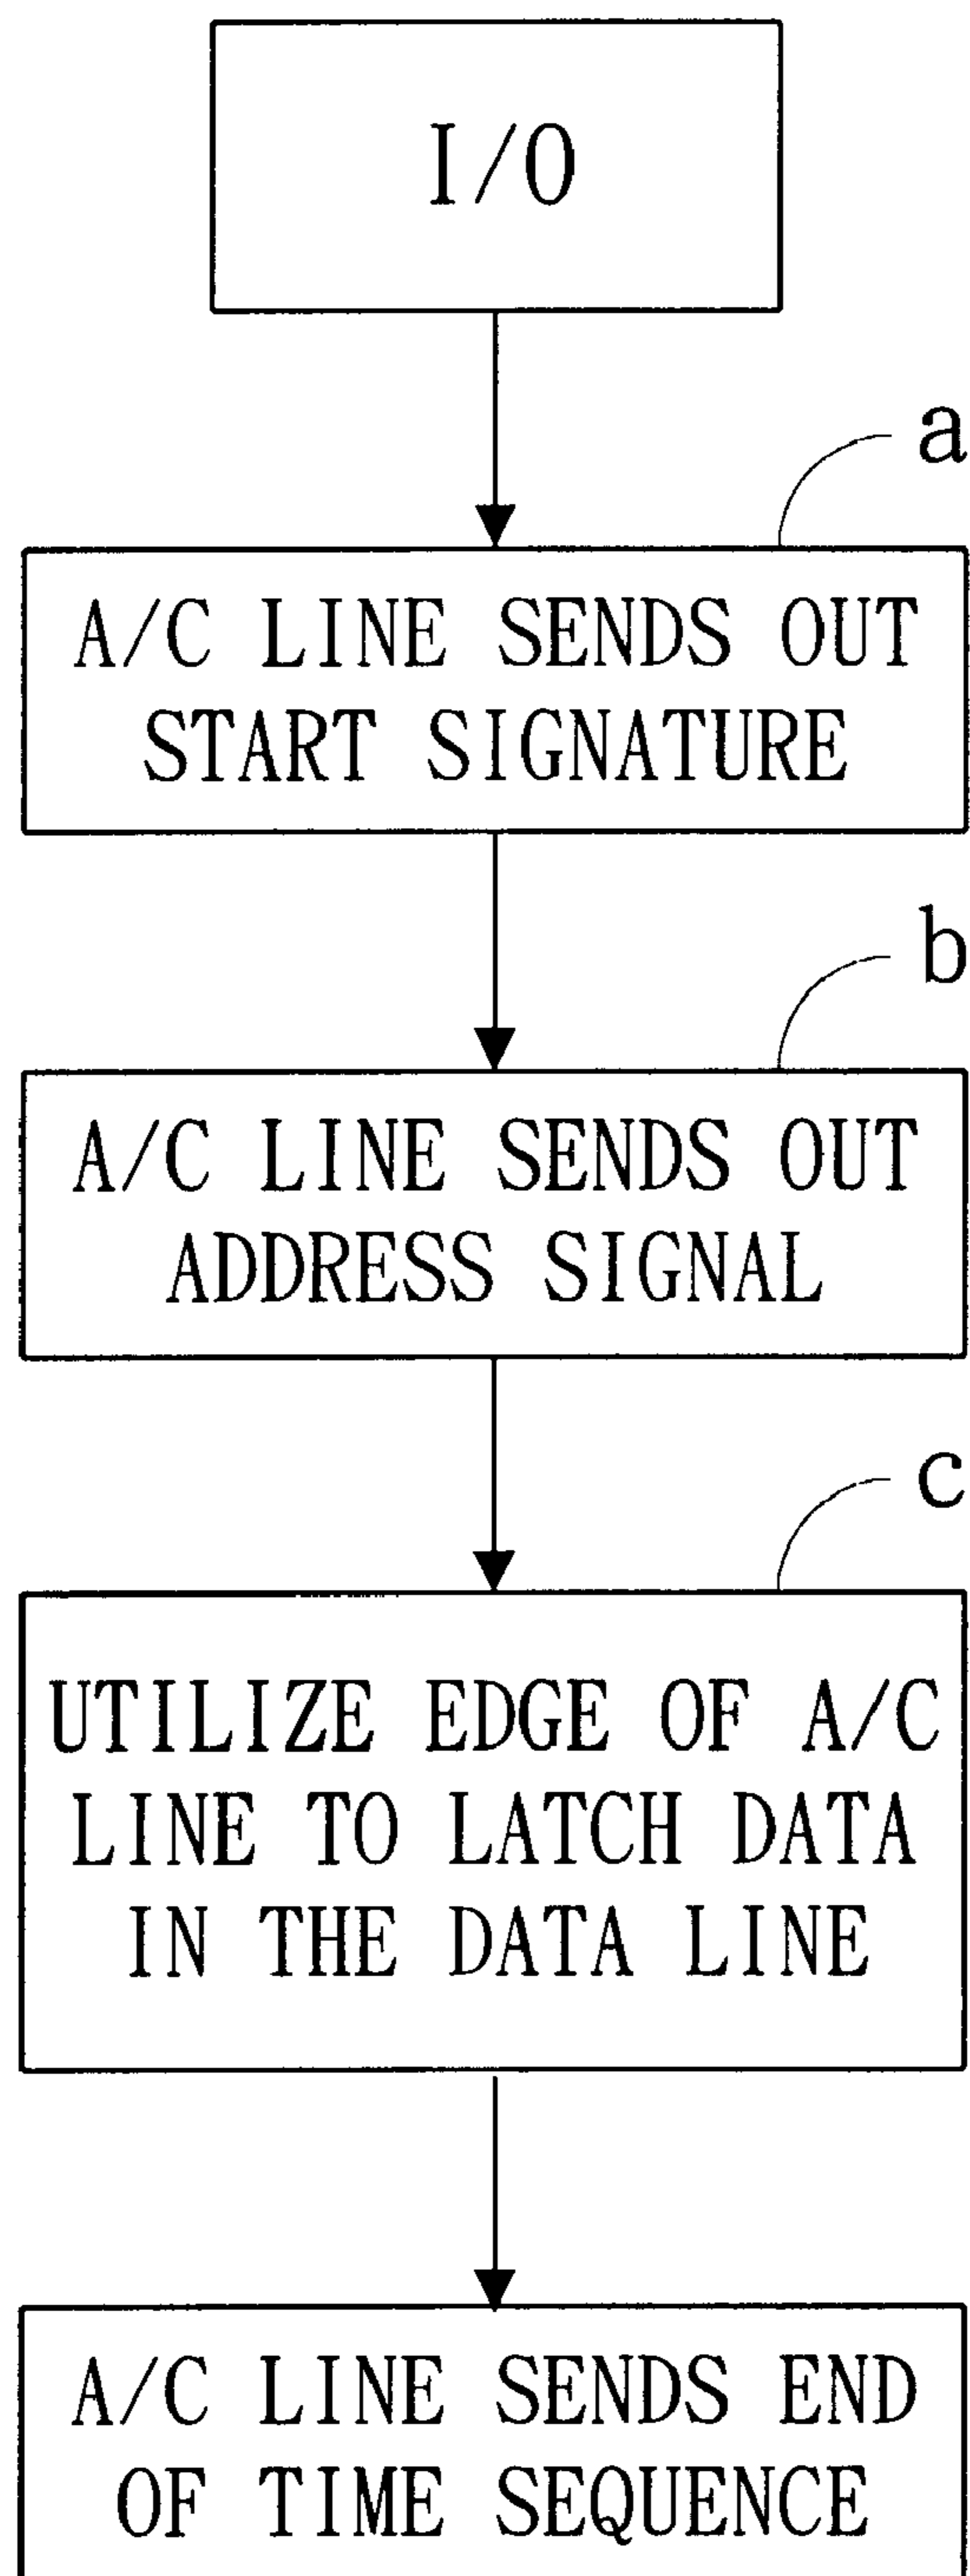 I/O
a
A/C LINE SENDS OUT
START SIGNATURE
b
A/C LINE SENDS OUT
ADDRESS SIGNAL
c
UTILIZE EDGE OF A/C
LINE TO LATCH DATA
IN THE DATA LINE
A/C LINE SENDS END
OF TIME SEQUENCE